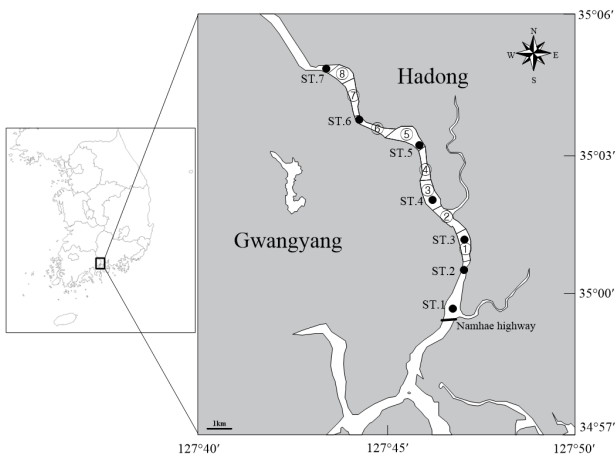 35°06′
N
W E
S
Hadong
ST.7
⑧
⑦
ST.6
⑥
⑤
ST.5
35°03′
④
③
ST.4
②
Gwangyang
ST.3
①
ST.2
35°00′
ST.1
Namhae highway
1km
34°57′
127°40′ 127°45′ 127°50′